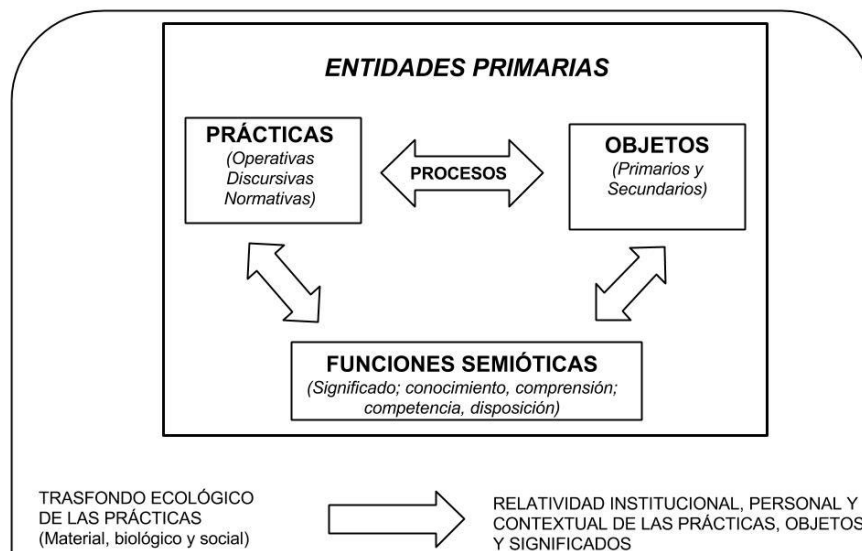 ENTIDADES PRIMARIAS
PRÁCTICAS
(Operativas
Discursivas
Normativas)
PROCESOS
OBJETOS
(Primarios y
Secundarios)
FUNCIONES SEMIÓTICAS
(Significado; conocimiento, comprensión;
competencia, disposición)
TRASFONDO ECOLÓGICO
DE LAS PRÁCTICAS
(Material, biológico y social)
RELATIVIDAD INSTITUCIONAL, PERSONAL Y
CONTEXTUAL DE LAS PRÁCTICAS, OBJETOS
Y SIGNIFICADOS